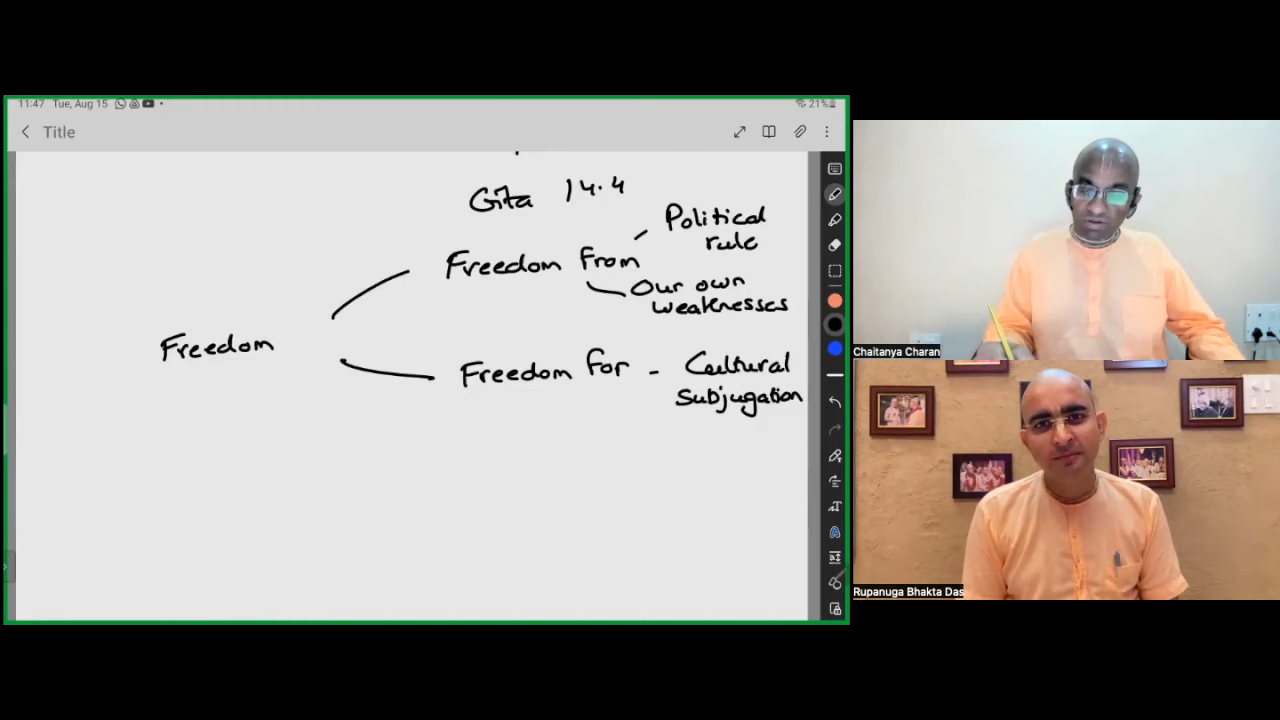 11:47 Tue, Aug 15
21%
Title
Gita 14.4
Political
rule
Freedom from
Our own
weaknesses
Freedom
Freedom for - Cultural
Subjugation
Chaitanya Charan
Rupanuga Bhakta Das